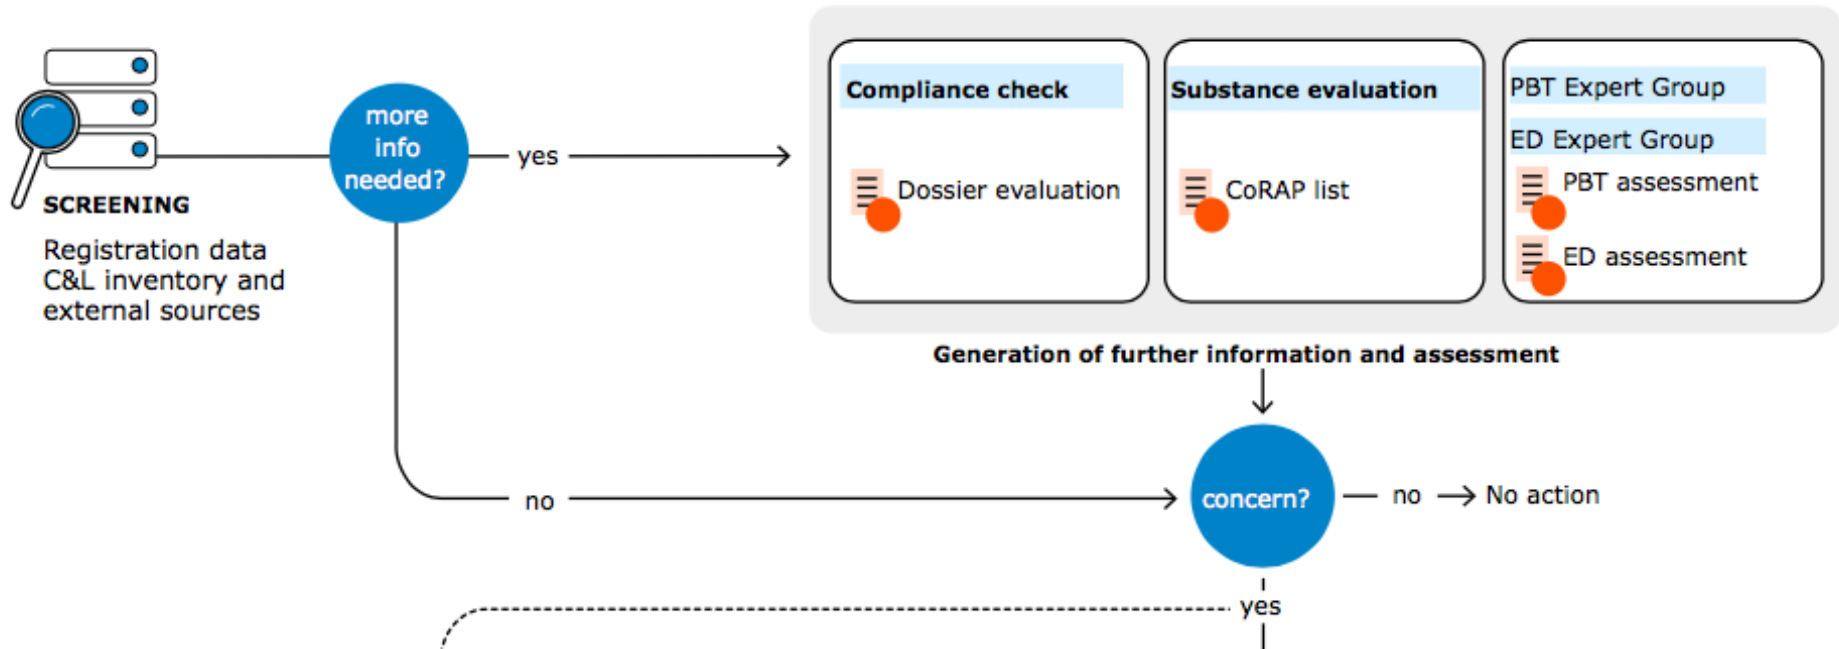 SCREENING
Registration data
C&L inventory and
external sources
more
info
needed?
yes
no
Compliance check
Dossier evaluation
Substance evaluation
CoRAP list
PBT Expert Group
ED Expert Group
PBT assessment
ED assessment
Generation of further information and assessment
concern?
no
No action
yes